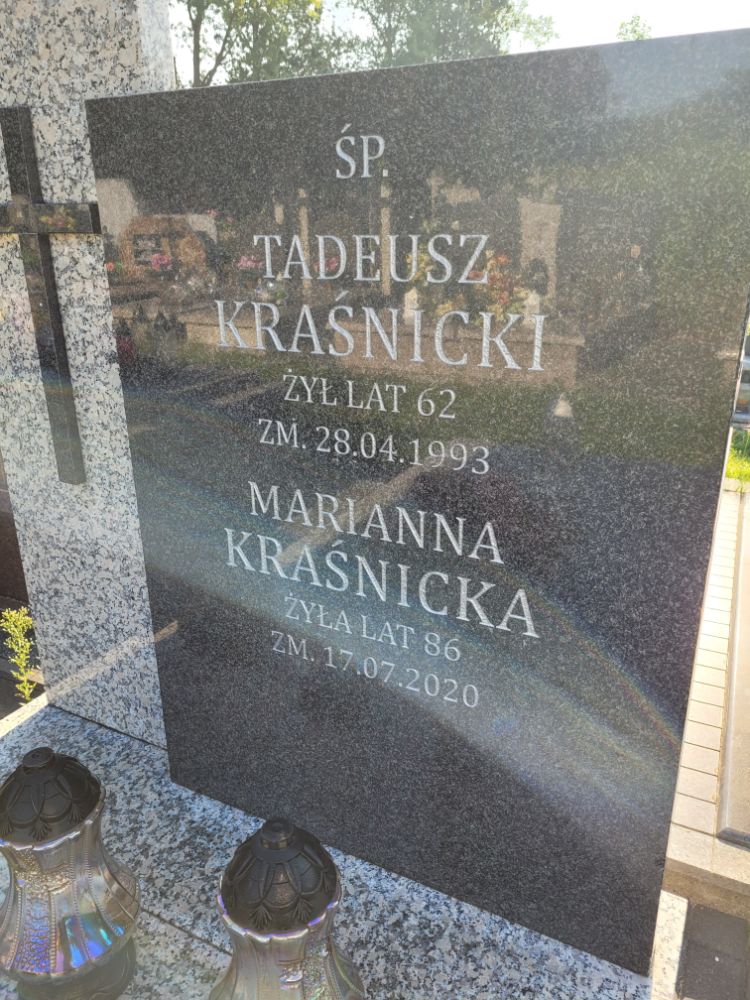 ŚP.
TADEUSZ
KRAŚNICKI
ŻYŁ LAT 62
ZM. 28.04.1993
MARIANNA
KRAŚNICKA
ŻYŁA LAT 86
ZM. 17.07.2020